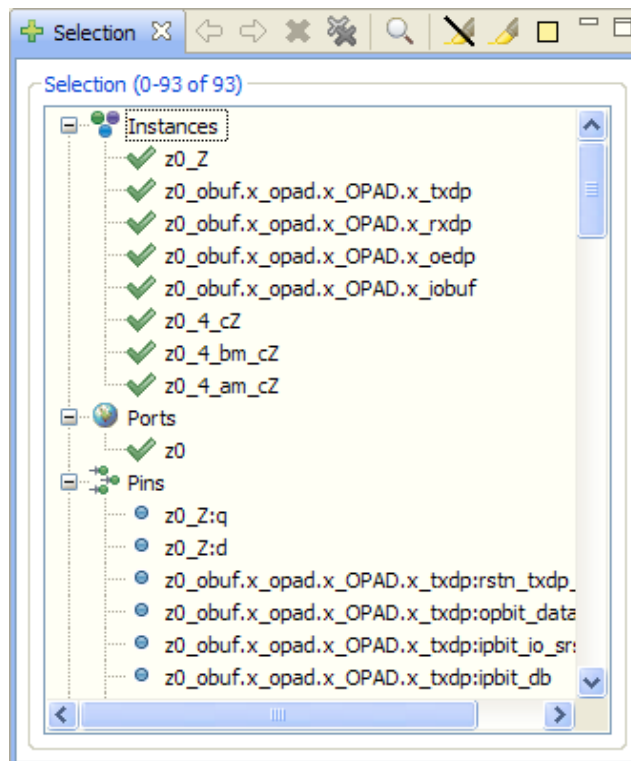 Selection
Selection (0-93 of 93)
Instances
z0_Z
z0_obuf.x_opad.x_OPAD.x_txdp
z0_obuf.x_opad.x_OPAD.x_rxdp
z0_obuf.x_opad.x_OPAD.x_oedp
z0_obuf.x_opad.x_OPAD.x_iobuf
z0_4_cZ
z0_4_bm_cZ
z0_4_am_cZ
Ports
z0
Pins
z0_Z:q
z0_Z:d
z0_obuf.x_opad.x_OPAD.x_txdp:rstn_txdp_
z0_obuf.x_opad.x_OPAD.x_txdp:opbit_data
z0_obuf.x_opad.x_OPAD.x_txdp:ipbit_io_sr
z0_obuf.x_opad.x_OPAD.x_txdp:ipbit_db